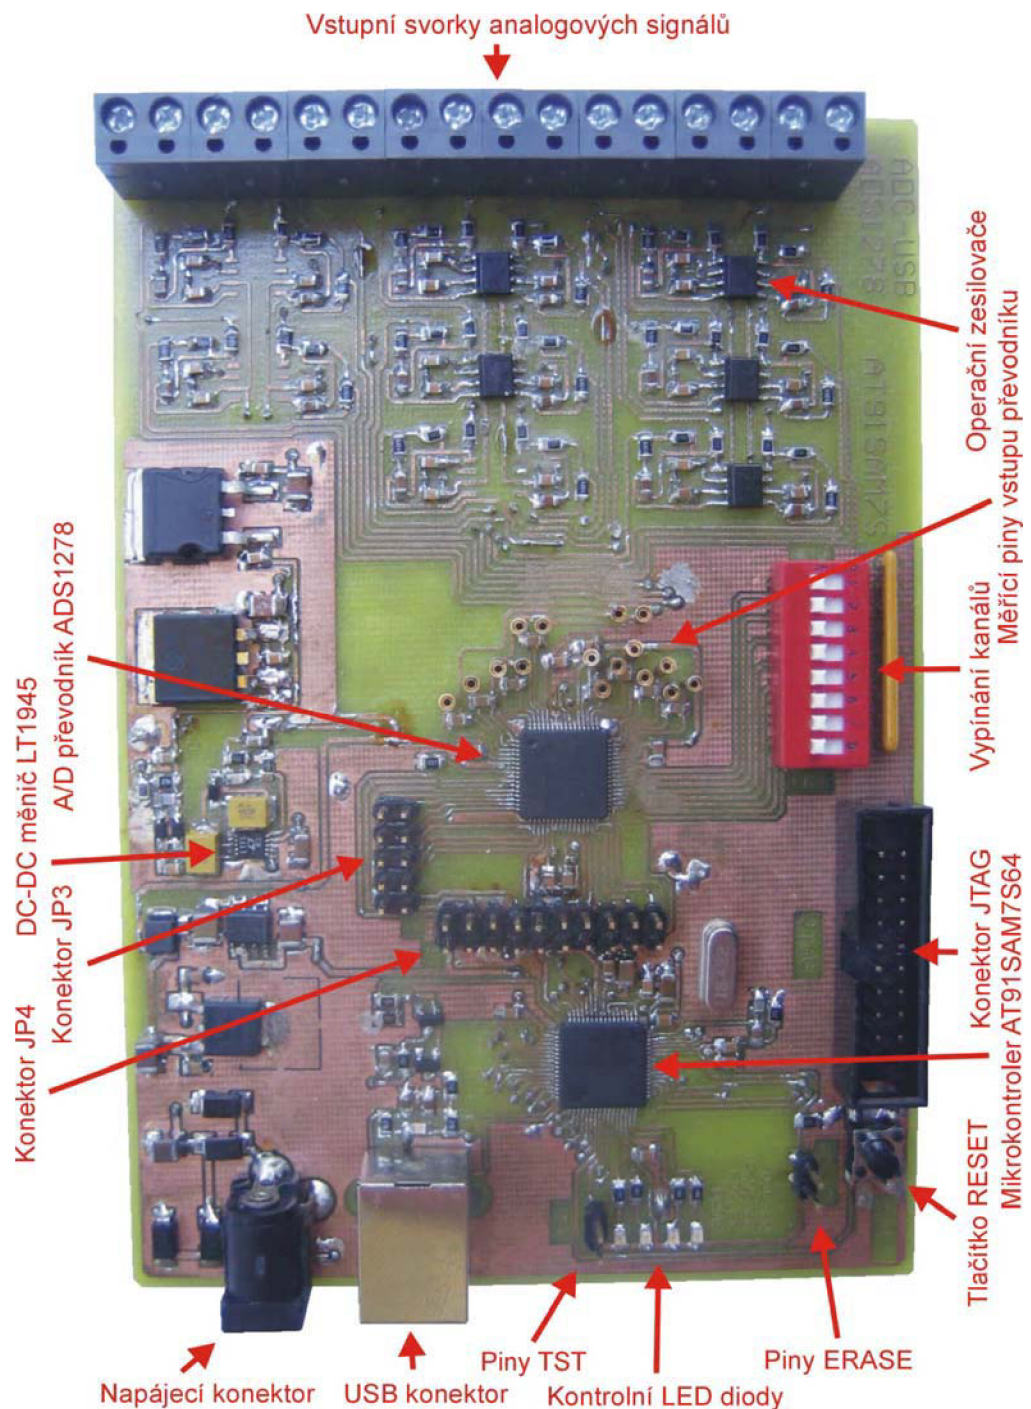 Vstupní svorky analogových signálů
ADC-USB
ADS1278
AT91SAM7S
Operační zesilovače
Měřící piny vstupu převodníku
Vypínání kanálů
A/D převodník ADS1278
DC-DC měnič LT1945
Konektor JP3
Konektor JP4
Konektor JTAG
Mikrokontroler AT91SAM7S64
Tlačítko RESET
Piny TST
Piny ERASE
Napájecí konektor
USB konektor
Kontrolní LED diody